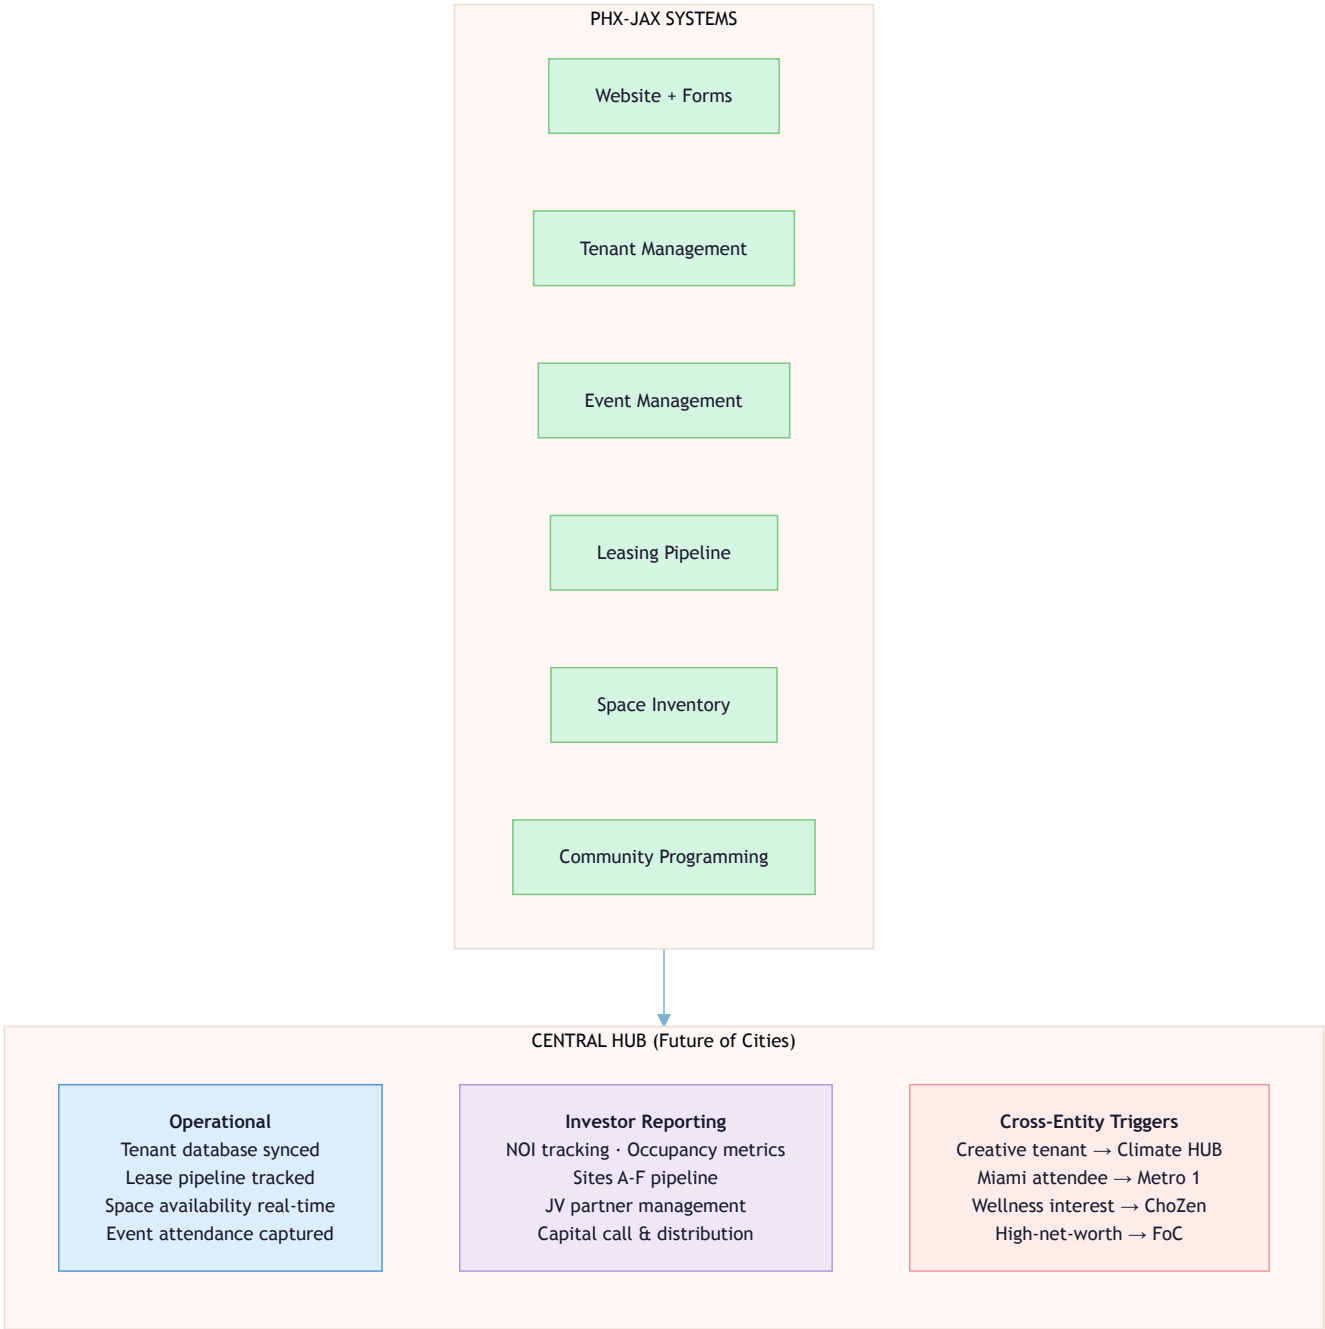 PHX-JAX SYSTEMS
Website + Forms
Tenant Management
Event Management
Leasing Pipeline
Space Inventory
Community Programming
CENTRAL HUB (Future of Cities)
Operational
Tenant database synced
Lease pipeline tracked
Space availability real-time
Event attendance captured
Investor Reporting
NOI tracking · Occupancy metrics
Sites A-F pipeline
JV partner management
Capital call & distribution
Cross-Entity Triggers
Creative tenant → Climate HUB
Miami attendee → Metro 1
Wellness interest → ChoZen
High-net-worth → FoC